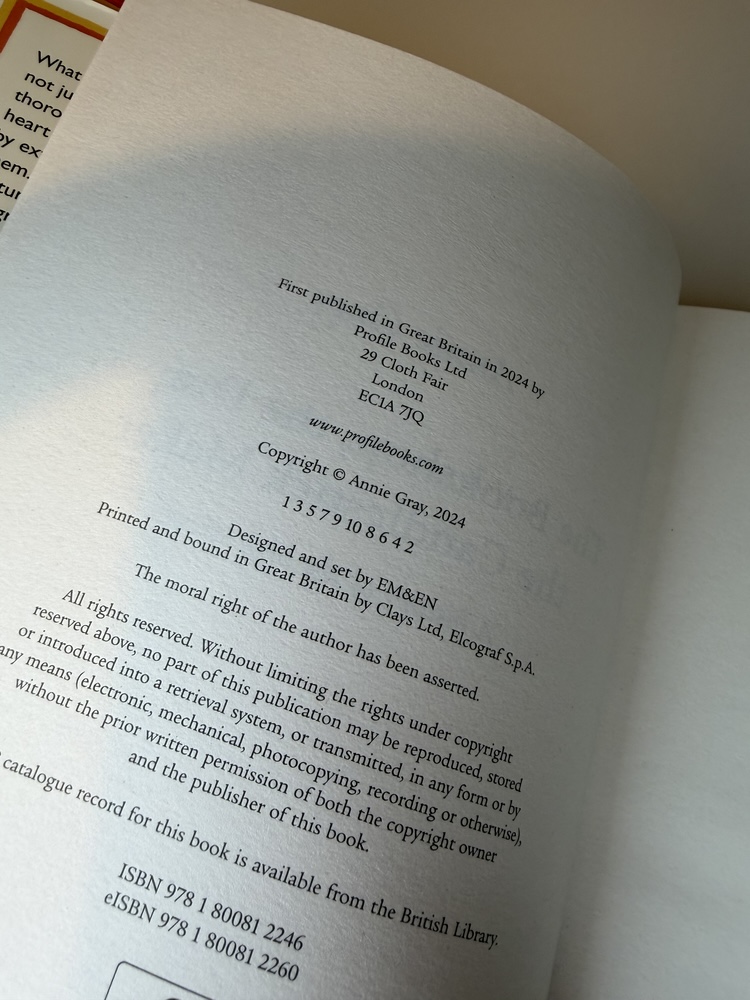 What
not ju
thoro
heart
by ex
em.
tur
First published in Great Britain in 2024 by
Profile Books Ltd
29 Cloth Fair
London
EC1A 7JQ
www.profilebooks.com
Copyright © Annie Gray, 2024
1 3 5 7 9 10 8 6 4 2
Designed and set by EM&EN
Printed and bound in Great Britain by Clays Ltd, Elcograf S.p.A.
The moral right of the author has been asserted.
All rights reserved. Without limiting the rights under copyright
reserved above, no part of this publication may be reproduced, stored
or introduced into a retrieval system, or transmitted, in any form or by
any means (electronic, mechanical, photocopying, recording or otherwise),
without the prior written permission of both the copyright owner
and the publisher of this book.
catalogue record for this book is available from the British Library.
ISBN 978 1 80081 2246
eISBN 978 1 80081 2260